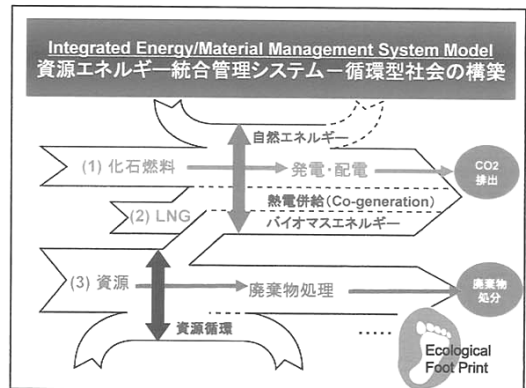 Integrated Energy/Material Management System Model
資源エネルギー統合管理システムー循環型社会の構築
自然エネルギー
(1) 化石燃料
発電・配電
CO2
排出
熱電併給(Co-generation)
(2) LNG
バイオマスエネルギー
(3) 資源
廃棄物処理
廃棄物
処分
資源循環
Ecological
Foot Print